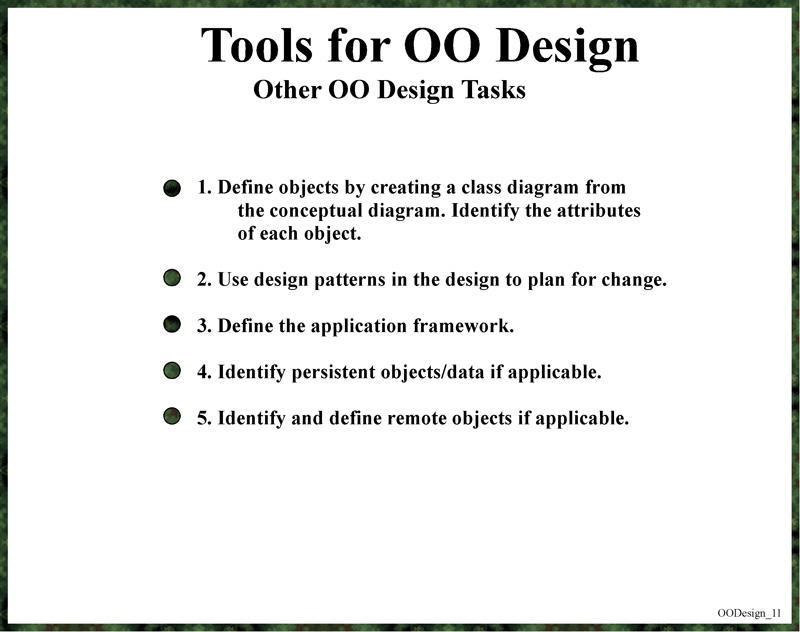 Tools for OO Design
Other OO Design Tasks
1. Define objects by creating a class diagram from
the conceptual diagram. Identify the attributes
of each object.
2. Use design patterns in the design to plan for change.
3. Define the application framework.
4. Identify persistent objects/data if applicable.
5. Identify and define remote objects if applicable.
OODesign_11